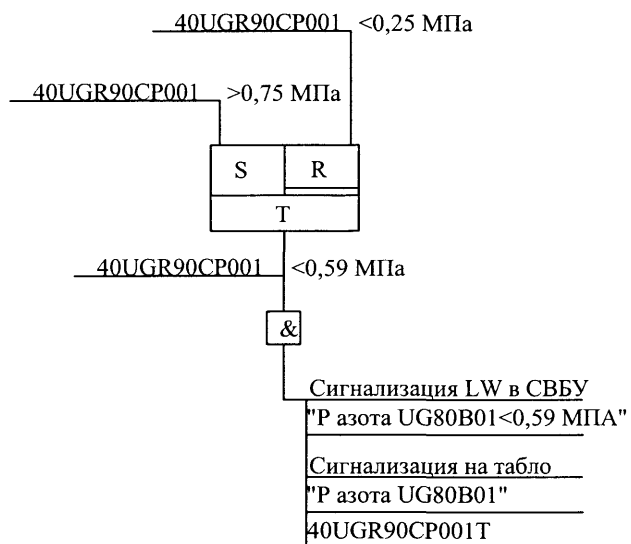 40UGR90CP001 <0,25 МПа
40UGR90CP001 >0,75 МПа
S R
T
40UGR90CP001 <0,59 МПа
&
Сигнализация LW в СВБУ
"Р азота UG80B01<0,59 МПА"
Сигнализация на табло
"Р азота UG80B01"
40UGR90CP001T